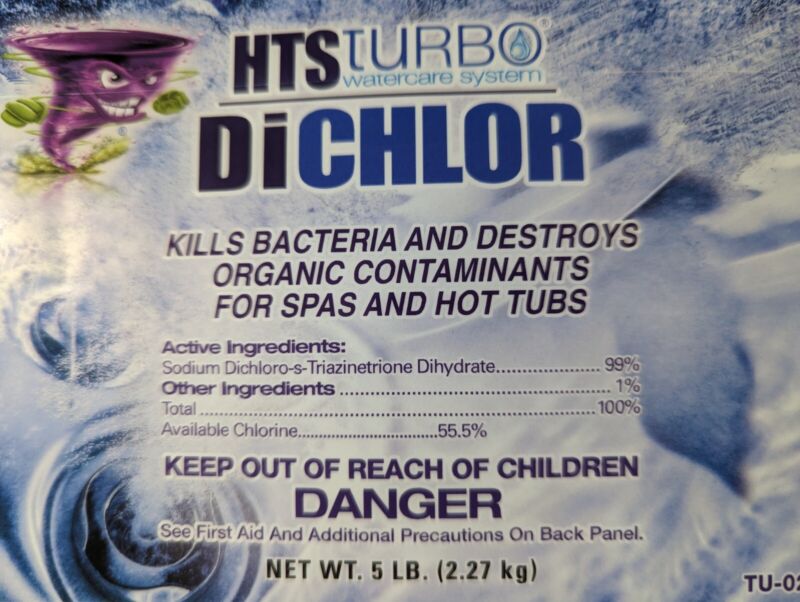 HTS TURBO®
watercare system
DiCHLOR
®
KILLS BACTERIA AND DESTROYS
ORGANIC CONTAMINANTS
FOR SPAS AND HOT TUBS
Active Ingredients:
Sodium Dichloro-s-Triazinetrione Dihydrate.................... 99%
Other Ingredients .................................................... 1%
Total ........................................................................ 100%
Available Chlorine..........................55.5%
KEEP OUT OF REACH OF CHILDREN
DANGER
See First Aid And Additional Precautions On Back Panel.
NET WT. 5 LB. (2.27 kg)